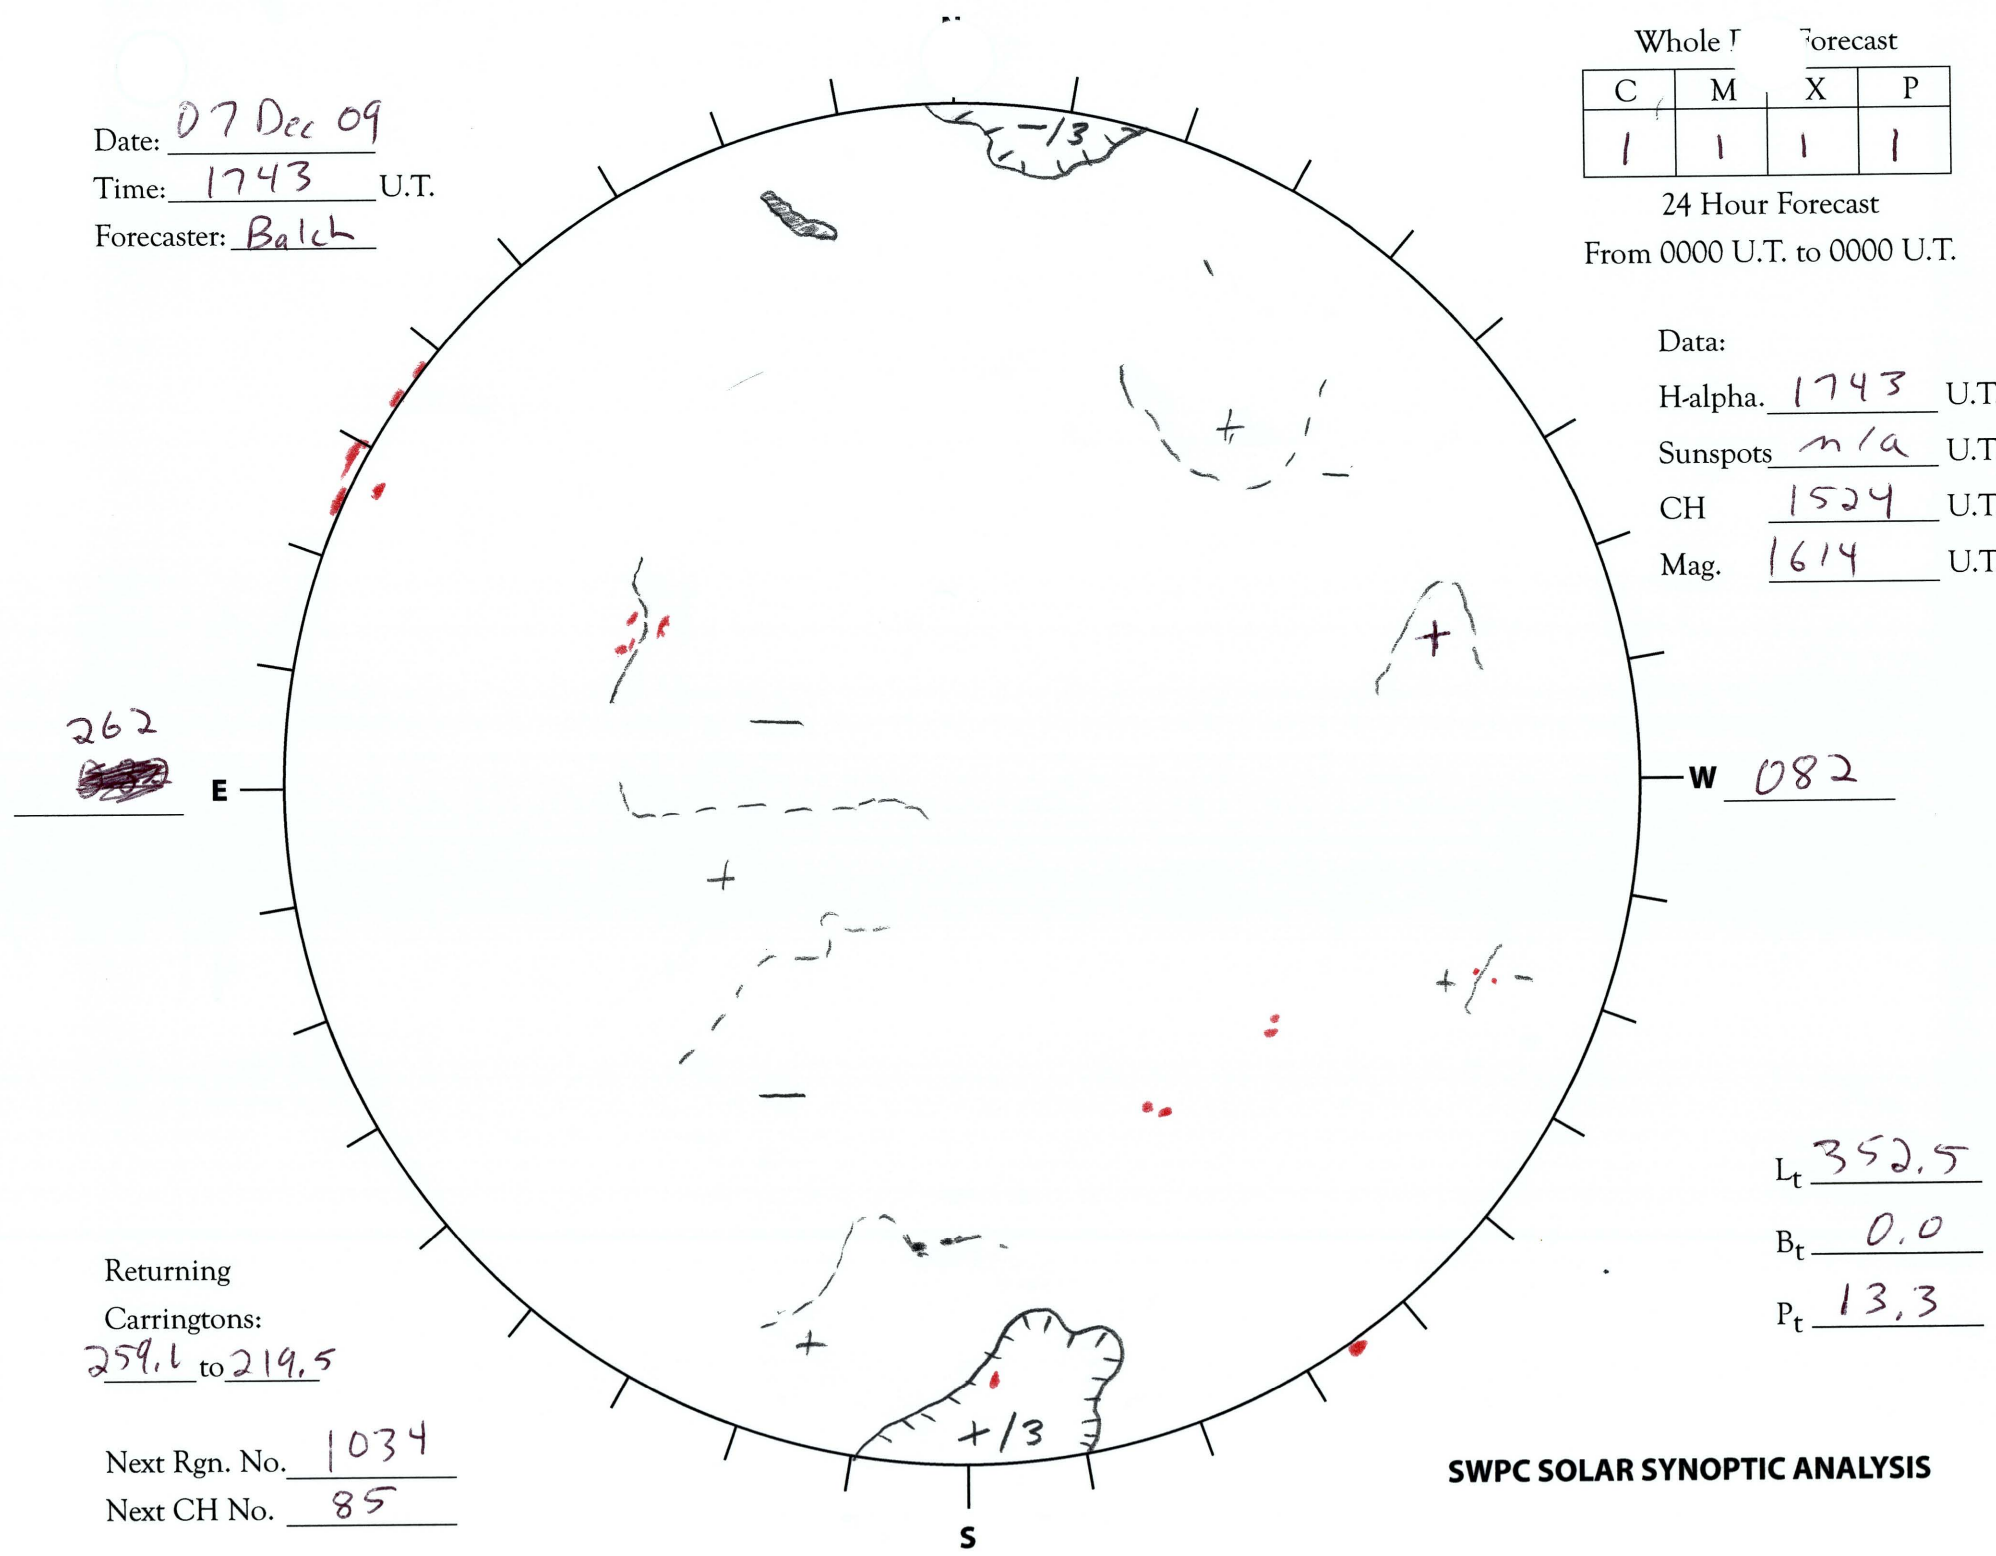 Date: 07 Dec 09
Time: 1743 U.T.
Forecaster: Balch
Whole Forecast
C M X P
1 1 1 1
24 Hour Forecast
From 0000 U.T. to 0000 U.T.
Data:
H-alpha. 1743 U.T
Sunspots n/a U.T
CH 1524 U.T
Mag. 1614 U.T
-/3
+
-
+
262
E
W 082
—
+
+ -
—
Lt 352.5
Bt 0.0
Pt 13.3
+
+/3
Returning
Carringtons:
259.1 to 219.5
Next Rgn. No. 1034
Next CH No. 85
S
SWPC SOLAR SYNOPTIC ANALYSIS